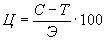 Ц = (С − Т) / Э · 100